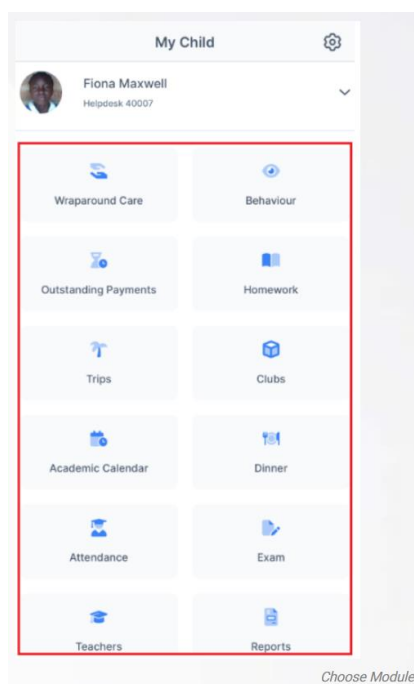 My Child
Fiona Maxwell
Helpdesk 40007
Wraparound Care
Behaviour
Outstanding Payments
Homework
Trips
Clubs
Academic Calendar
Dinner
Attendance
Exam
Teachers
Reports
Choose Module